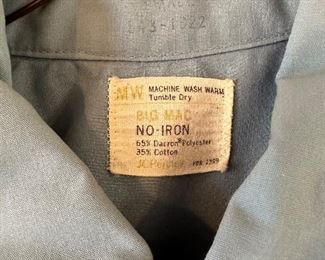 MW MACHINE WASH WARM
Tumble Dry
BIG MAC
NO-IRON
65% Dacron® Polyester
35% Cotton
JCPenney